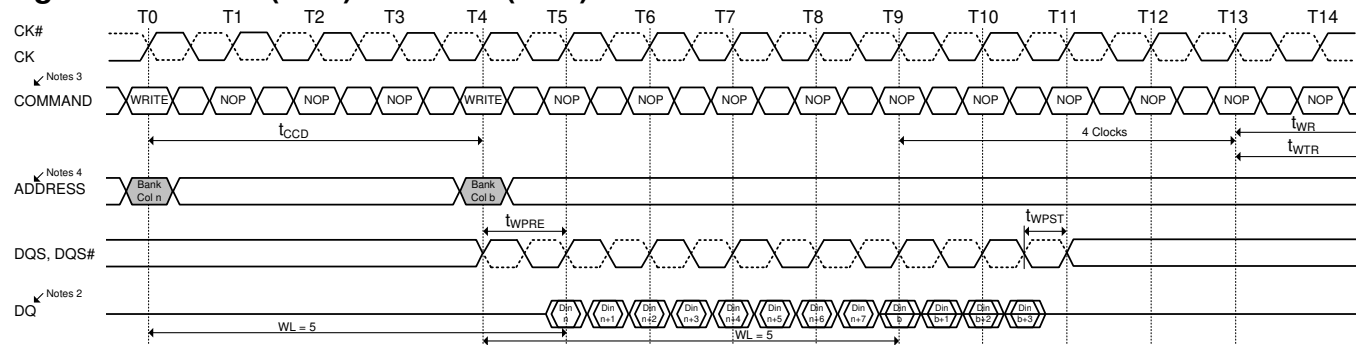 T0 T1 T2 T3 T4 T5 T6 T7 T8 T9 T10 T11 T12 T13 T14
CK#
CK
Notes 3
COMMAND WRITE NOP NOP NOP WRITE NOP NOP NOP NOP NOP NOP NOP NOP NOP NOP
tCCD 4 Clocks tWR
tWTR
Notes 4
ADDRESS Bank Col n Bank Col b
tWPRE tWPST
DQS, DQS#
Notes 2
DQ Din n Din n+1 Din n+2 Din n+3 Din n+4 Din n+5 Din n+6 Din n+7 Din b Din b+1 Din b+2 Din b+3
WL = 5 WL = 5